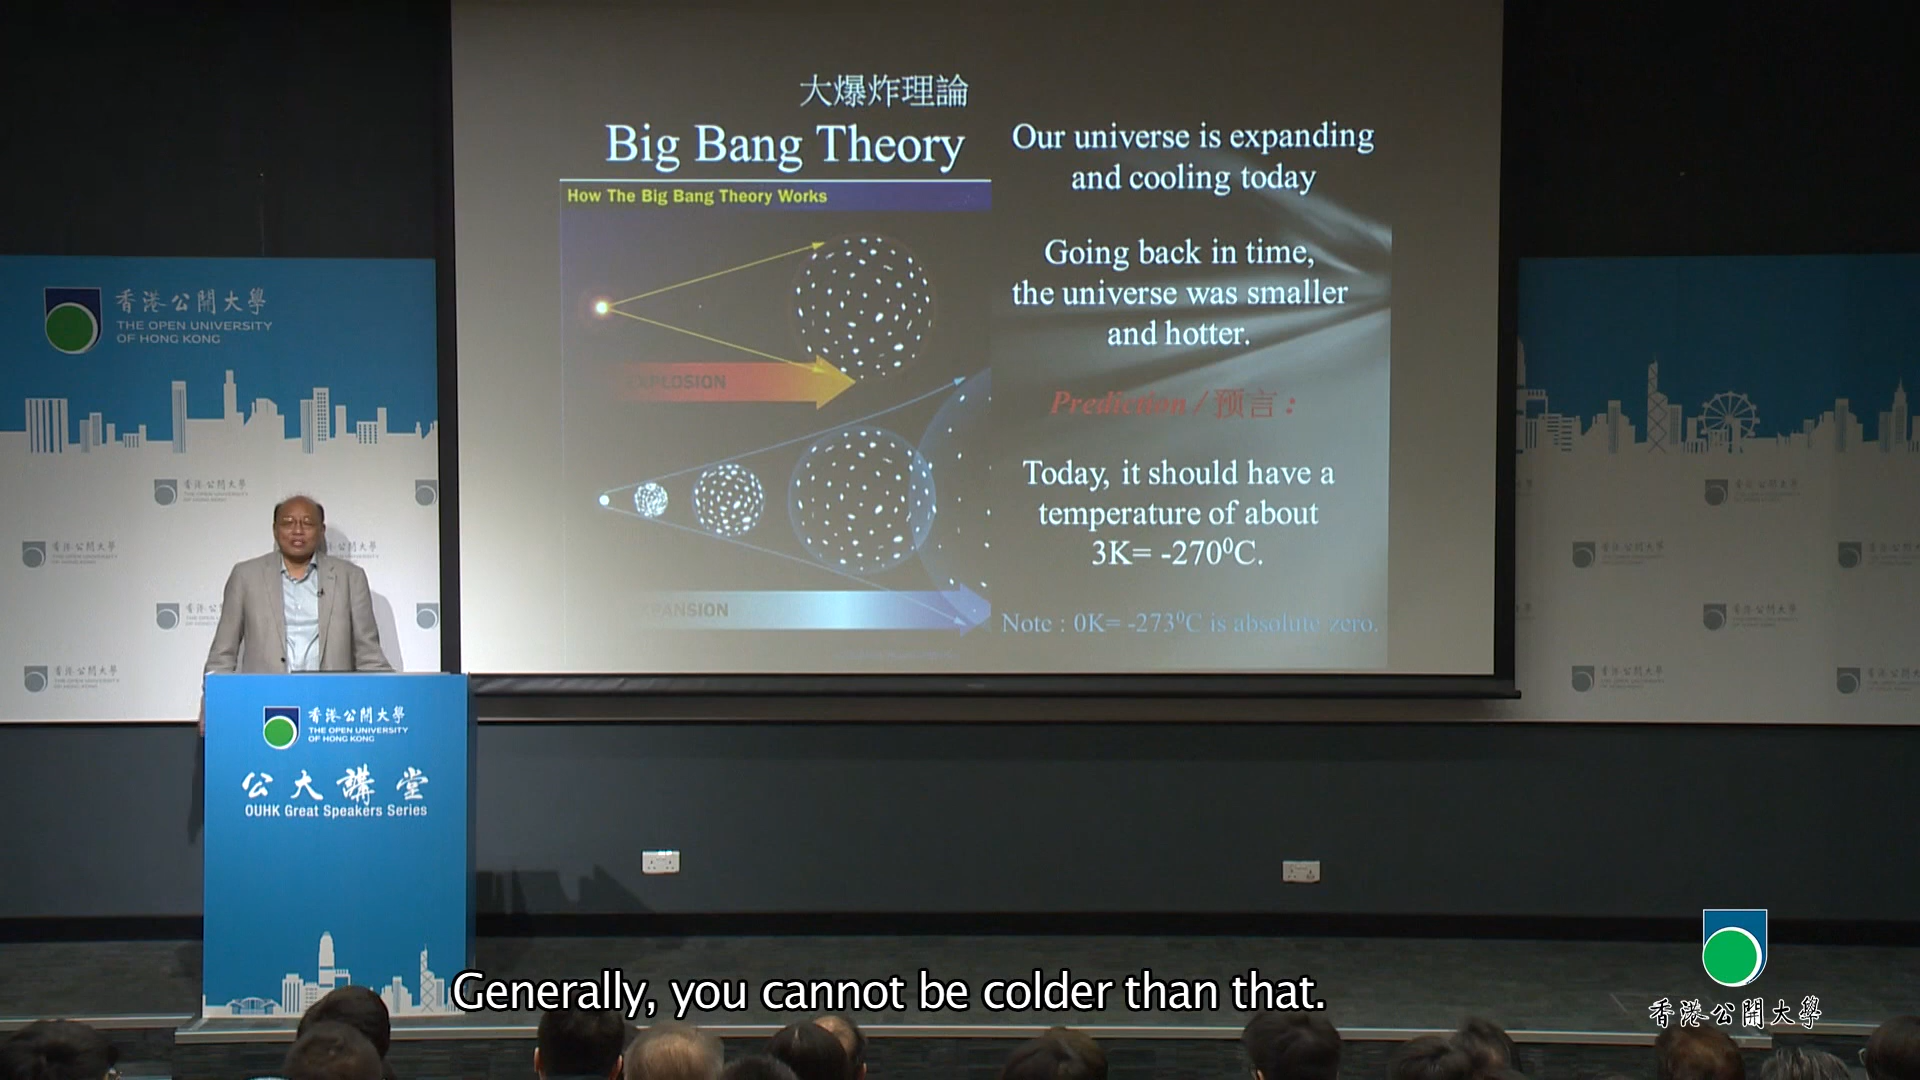 大爆炸理論
Big Bang Theory
How The Big Bang Theory Works
EXPLOSION
PANSION
Our universe is expanding
and cooling today
Going back in time,
the universe was smaller
and hotter.
Prediction / 预言 :
Today, it should have a
temperature of about
3K= -270⁰C.
Note : 0K= -273⁰C is absolute zero.
香港公開大學
THE OPEN UNIVERSITY
OF HONG KONG
香港公開大學
THE OPEN UNIVERSITY
OF HONG KONG
公大講堂
OUHK Great Speakers Series
Generally, you cannot be colder than that.
香港公開大學